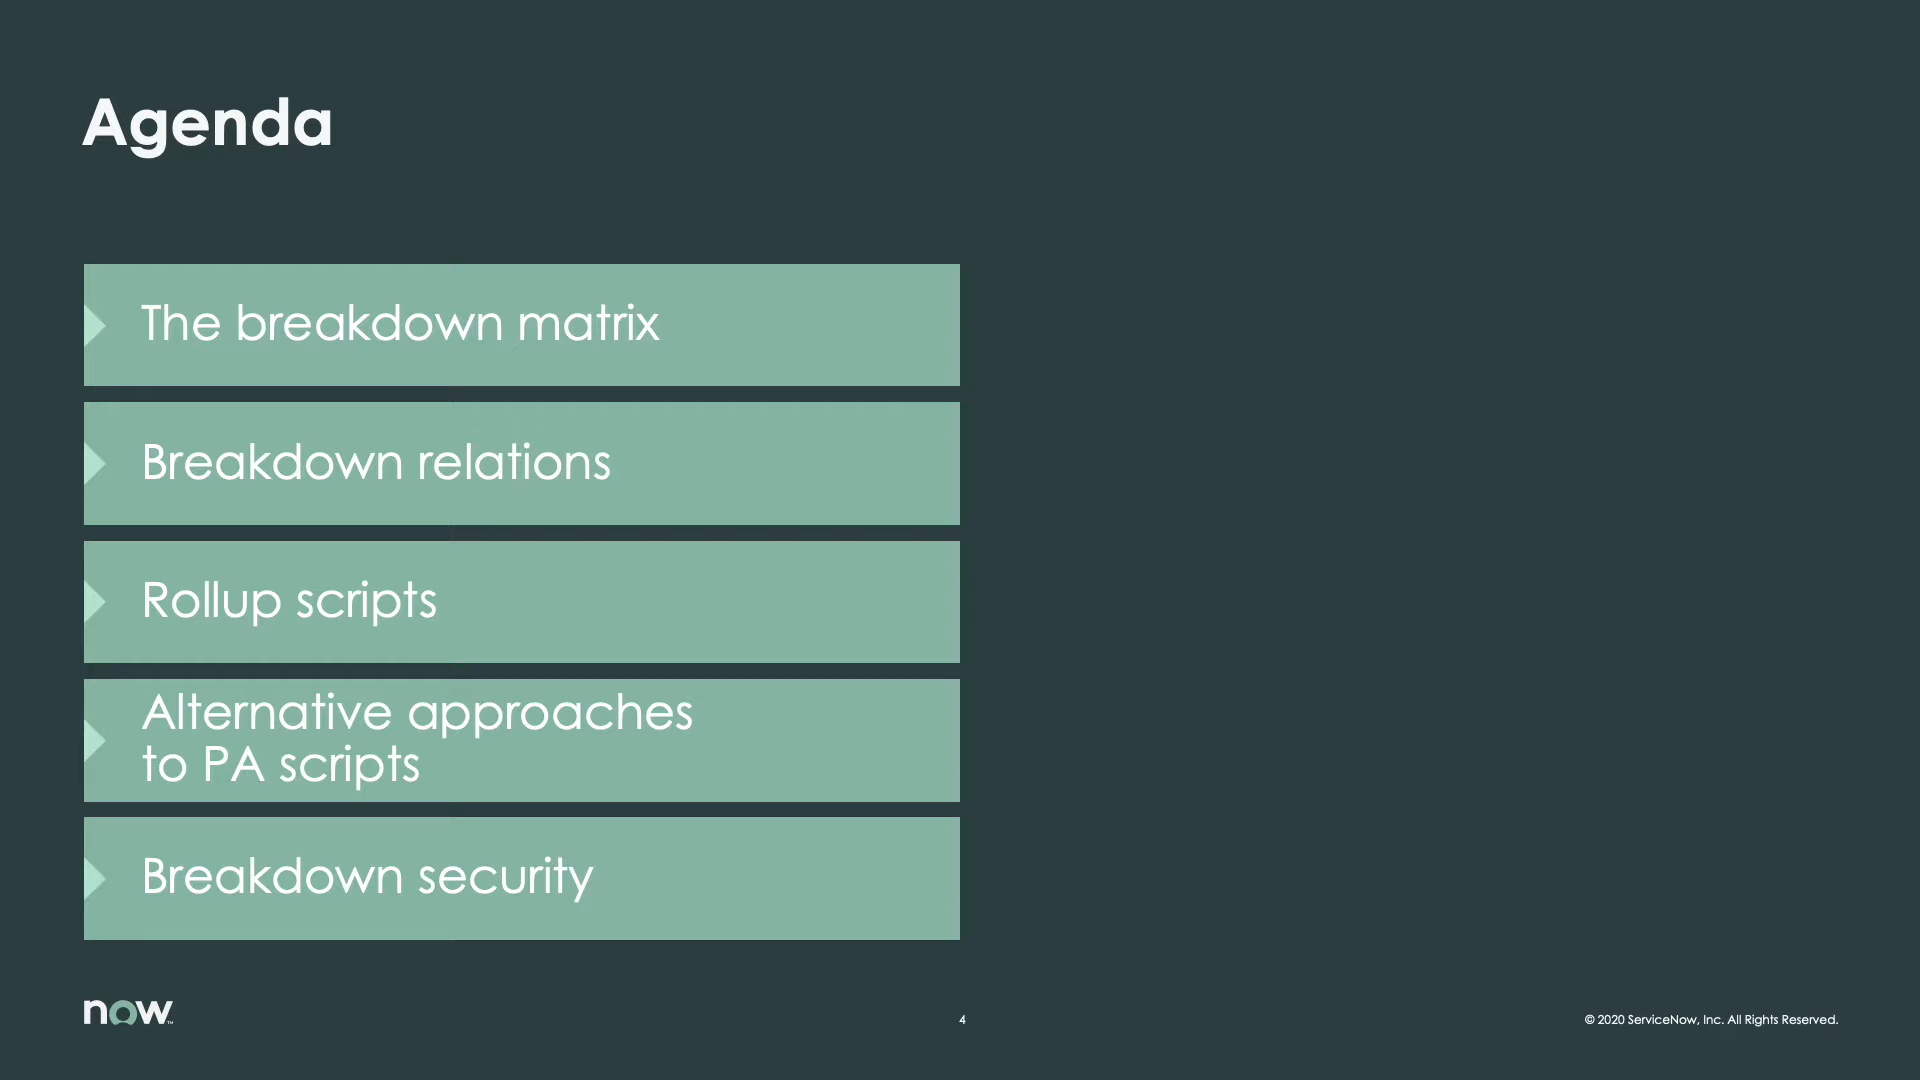 Agenda
The breakdown matrix
Breakdown relations
Rollup scripts
Alternative approaches
to PA scripts
Breakdown security
now™
4
© 2020 ServiceNow, Inc. All Rights Reserved.